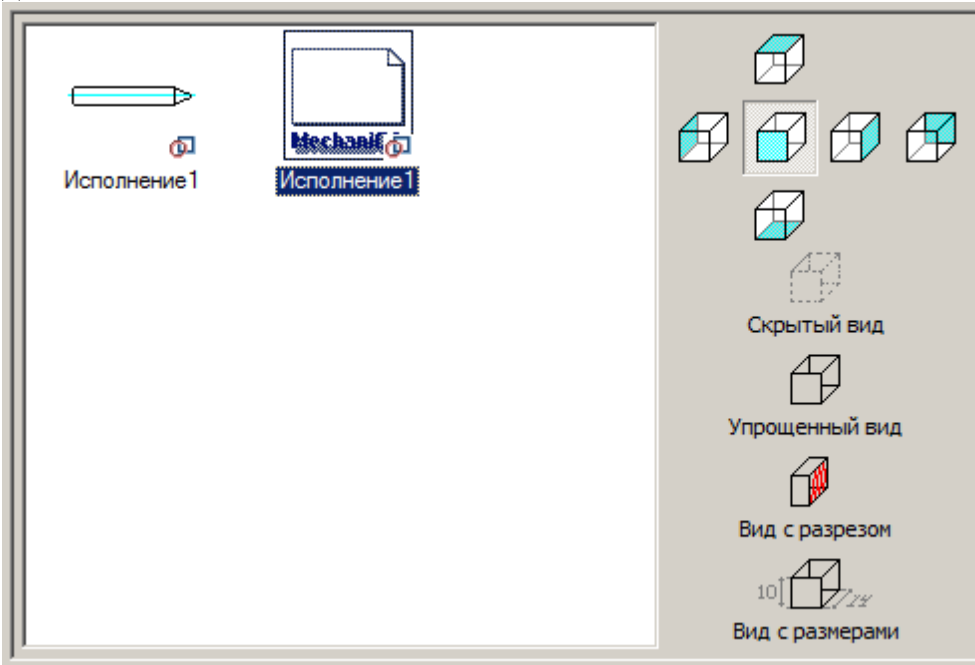 Исполнение1
Исполнение1
Скрытый вид
Упрощенный вид
Вид с разрезом
10
Вид с размерами